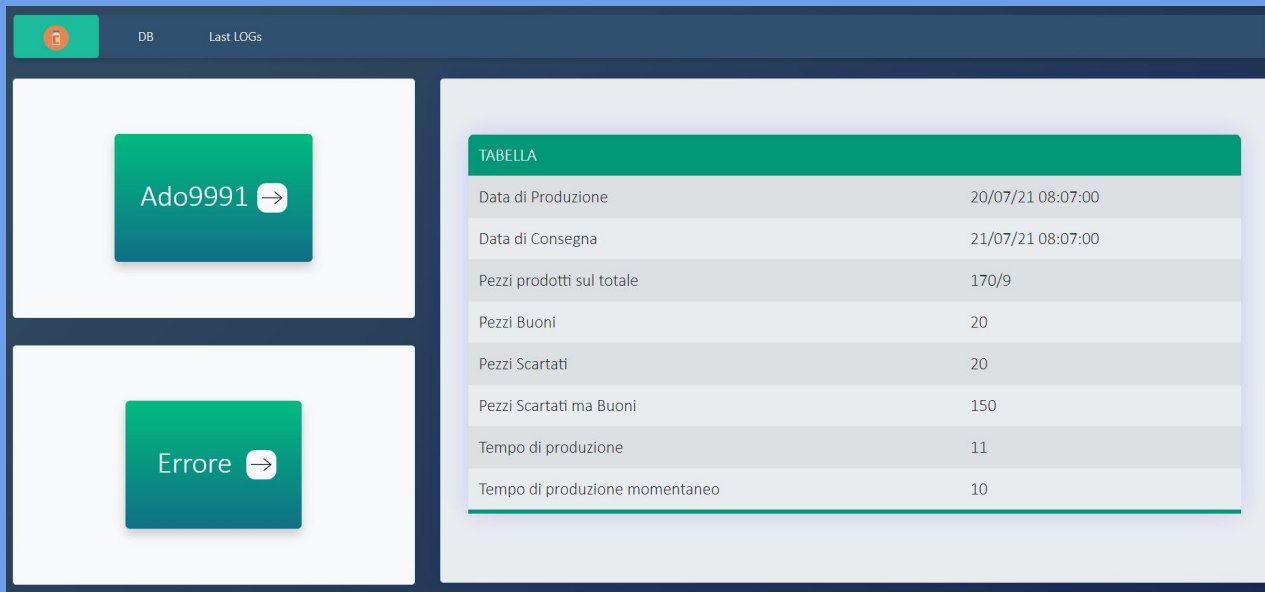 DB Last LOGs
Ado9991
Errore
TABELLA
Data di Produzione 20/07/21 08:07:00
Data di Consegna 21/07/21 08:07:00
Pezzi prodotti sul totale 170/9
Pezzi Buoni 20
Pezzi Scartati 20
Pezzi Scartati ma Buoni 150
Tempo di produzione 11
Tempo di produzione momentaneo 10